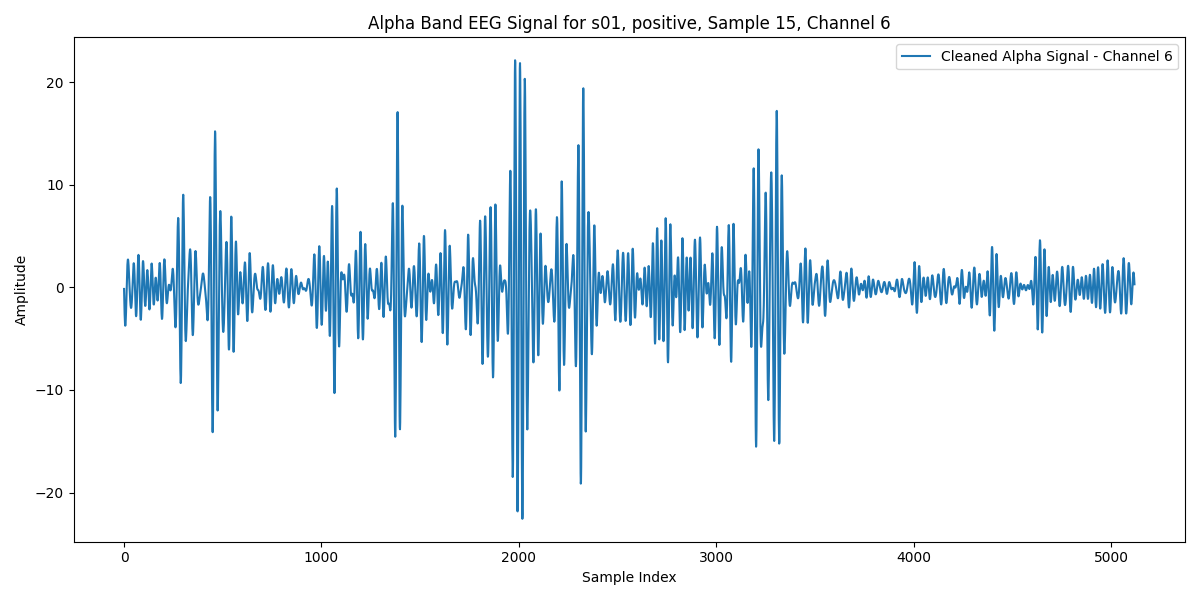 Alpha Band EEG Signal for s01, positive, Sample 15, Channel 6
Cleaned Alpha Signal - Channel 6
Amplitude
20
10
0
−10
−20
0 1000 2000 3000 4000 5000
Sample Index